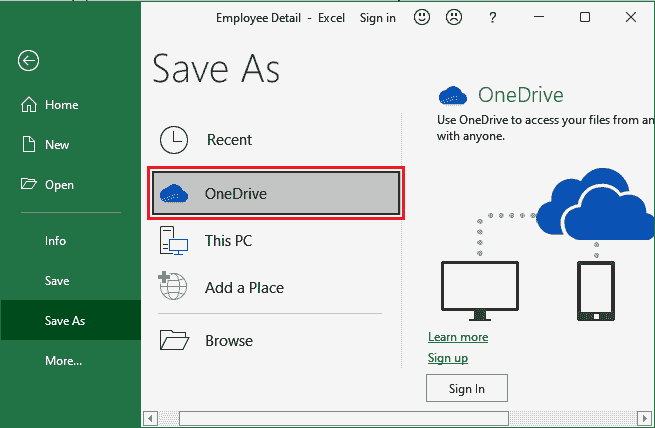 Employee Detail - Excel Sign in ?
Save As
Home
New
Open
Info
Save
Save As
More...
Recent
OneDrive
This PC
Add a Place
Browse
OneDrive
Use OneDrive to access your files from an
with anyone.
Learn more
Sign up
Sign In